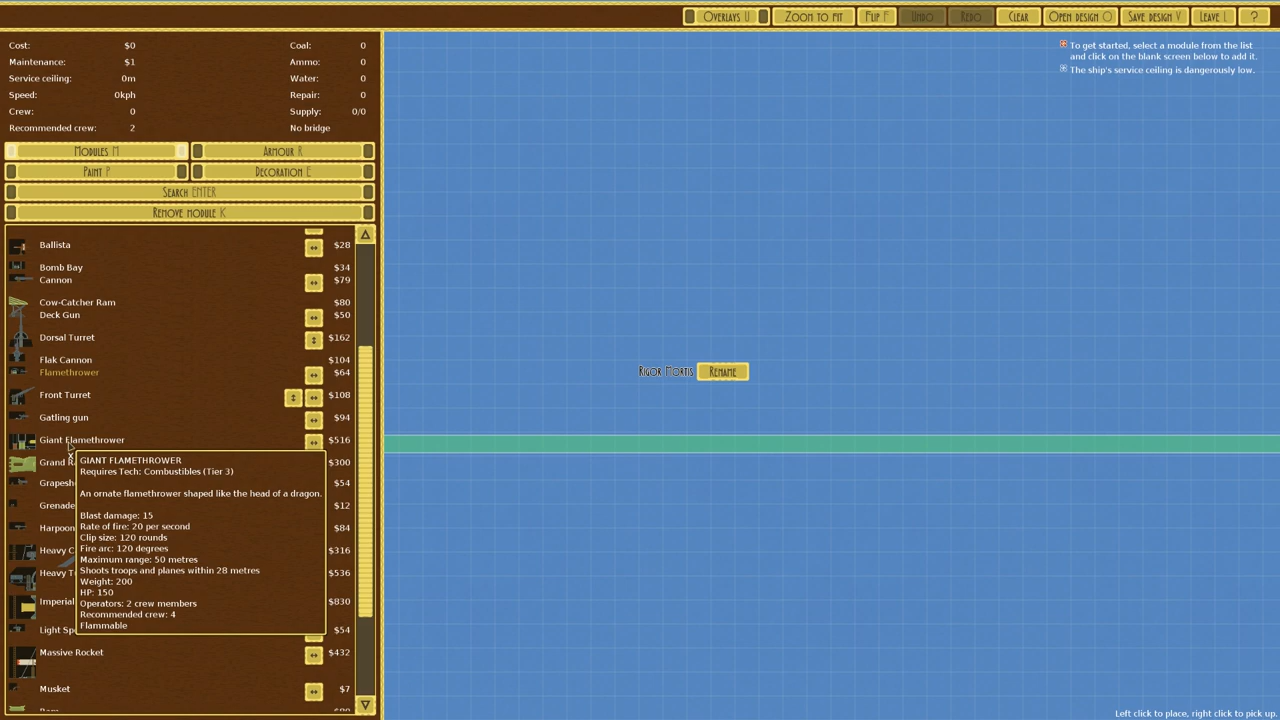 OVERLAYS U
ZOOM TO FIT
FLIP F
UNDO
REDO
CLEAR
OPEN DESIGN O
SAVE DESIGN V
LEAVE L
?
Cost: $0
Maintenance: $1
Service ceiling: 0m
Speed: 0kph
Crew: 0
Recommended crew: 2
Coal: 0
Ammo: 0
Water: 0
Repair: 0
Supply: 0/0
No bridge
To get started, select a module from the list
and click on the blank screen below to add it.
The ship's service ceiling is dangerously low.
MODULES M
ARMOUR R
PAINT P
DECORATION E
SEARCH ENTER
REMOVE MODULE K
Ballista $28
Bomb Bay $34
Cannon $79
Cow-Catcher Ram $80
Deck Gun $50
Dorsal Turret $162
Flak Cannon $104
Flamethrower $64
Front Turret $108
Gatling gun $94
Giant Flamethrower $516
Grand $300
Grapesh $54
Grenade $12
Harpoon $84
Heavy C $316
Heavy T $536
Imperial $830
Light Sp $54
Massive Rocket $432
Musket $7
GIANT FLAMETHROWER
Requires Tech: Combustibles (Tier 3)
An ornate flamethrower shaped like the head of a dragon.
Blast damage: 15
Rate of fire: 20 per second
Clip size: 120 rounds
Fire arc: 120 degrees
Maximum range: 50 metres
Shoots troops and planes within 28 metres
Weight: 200
HP: 150
Operators: 2 crew members
Recommended crew: 4
Flammable
RIGOR MORTIS
RENAME
Left click to place, right click to pick up.